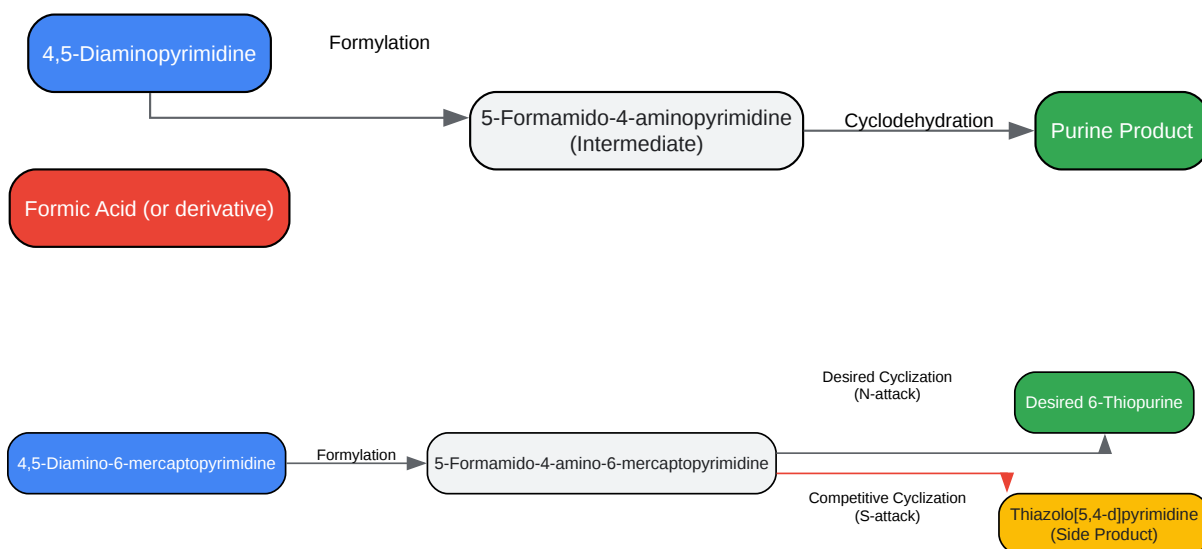 4,5-Diaminopyrimidine
Formylation
5-Formamido-4-aminopyrimidine
(Intermediate)
Cyclodehydration
Purine Product
Formic Acid (or derivative)
Desired Cyclization
(N-attack)
Desired 6-Thiopurine
4,5-Diamino-6-mercaptopyrimidine
Formylation
5-Formamido-4-amino-6-mercaptopyrimidine
Competitive Cyclization
(S-attack)
Thiazolo[5,4-d]pyrimidine
(Side Product)